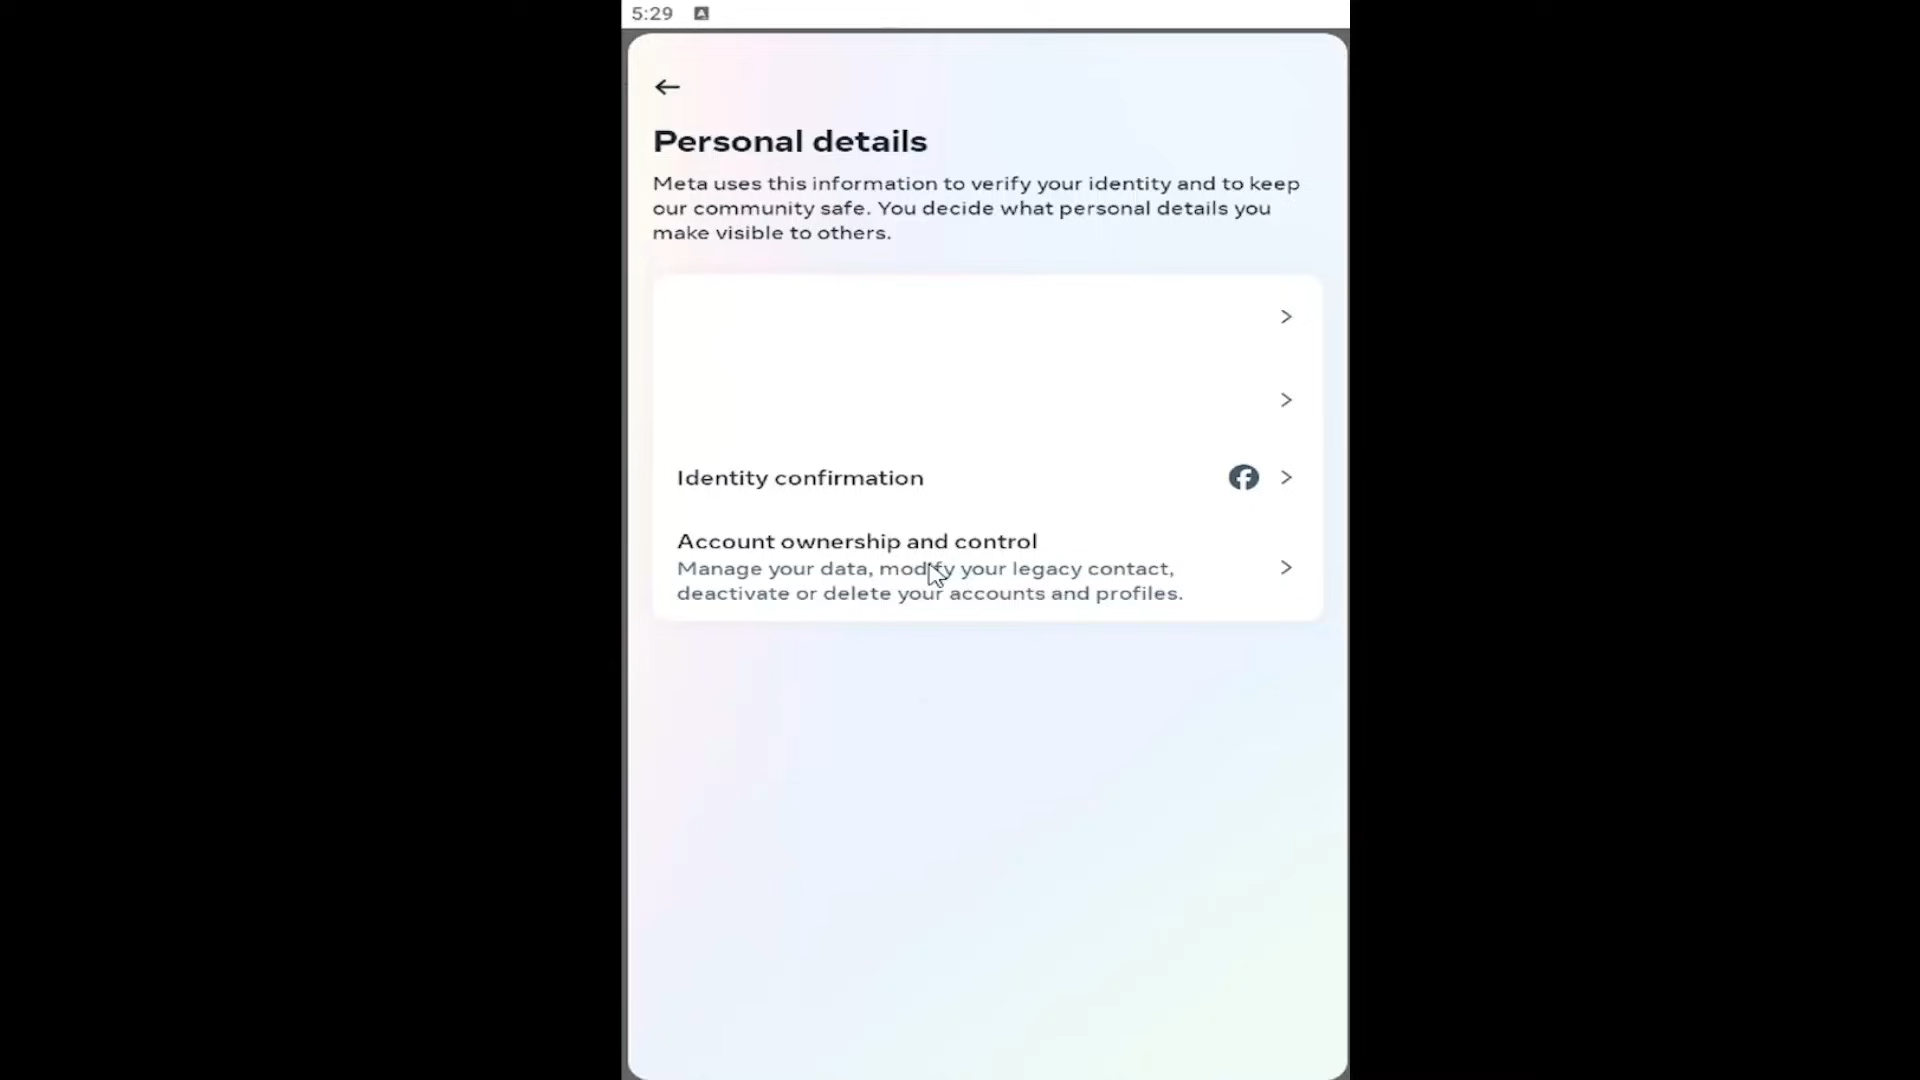 5:29
Personal details
Meta uses this information to verify your identity and to keep
our community safe. You decide what personal details you
make visible to others.
Identity confirmation
Account ownership and control
Manage your data, modify your legacy contact,
deactivate or delete your accounts and profiles.